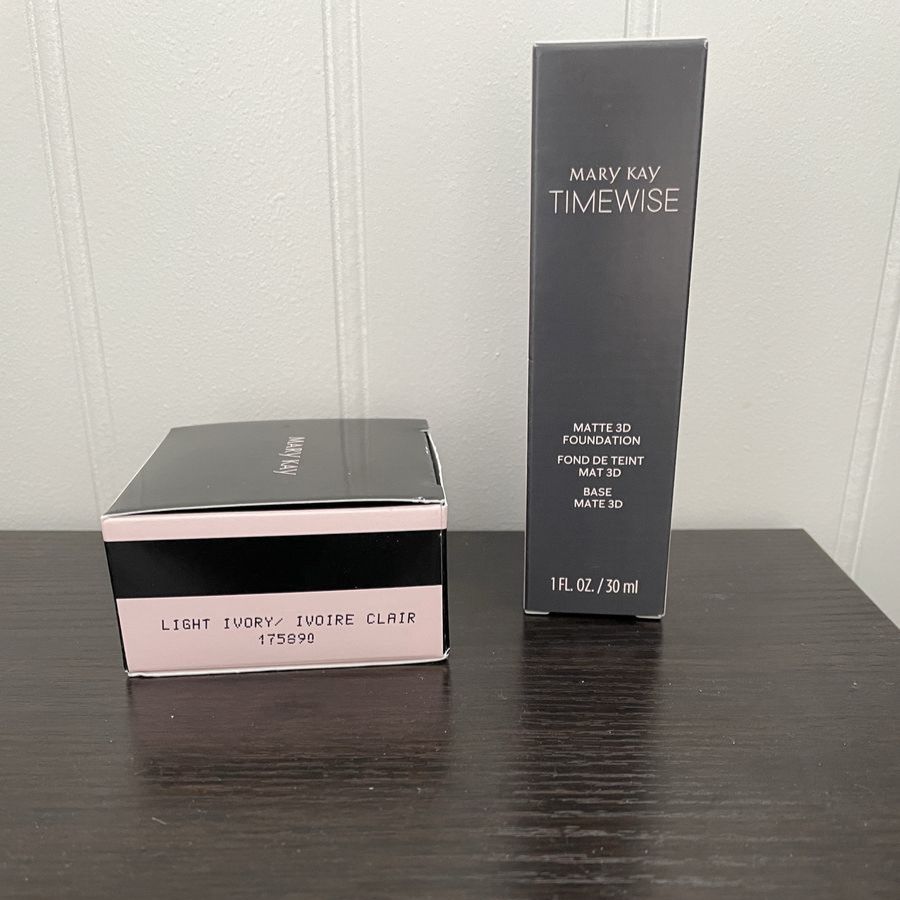 MARY KAY
LIGHT IVORY/ IVOIRE CLAIR
175890
MARY KAY
TIMEWISE
MATTE 3D
FOUNDATION
FOND DE TEINT
MAT 3D
BASE
MATE 3D
1 FL. OZ. / 30 ml